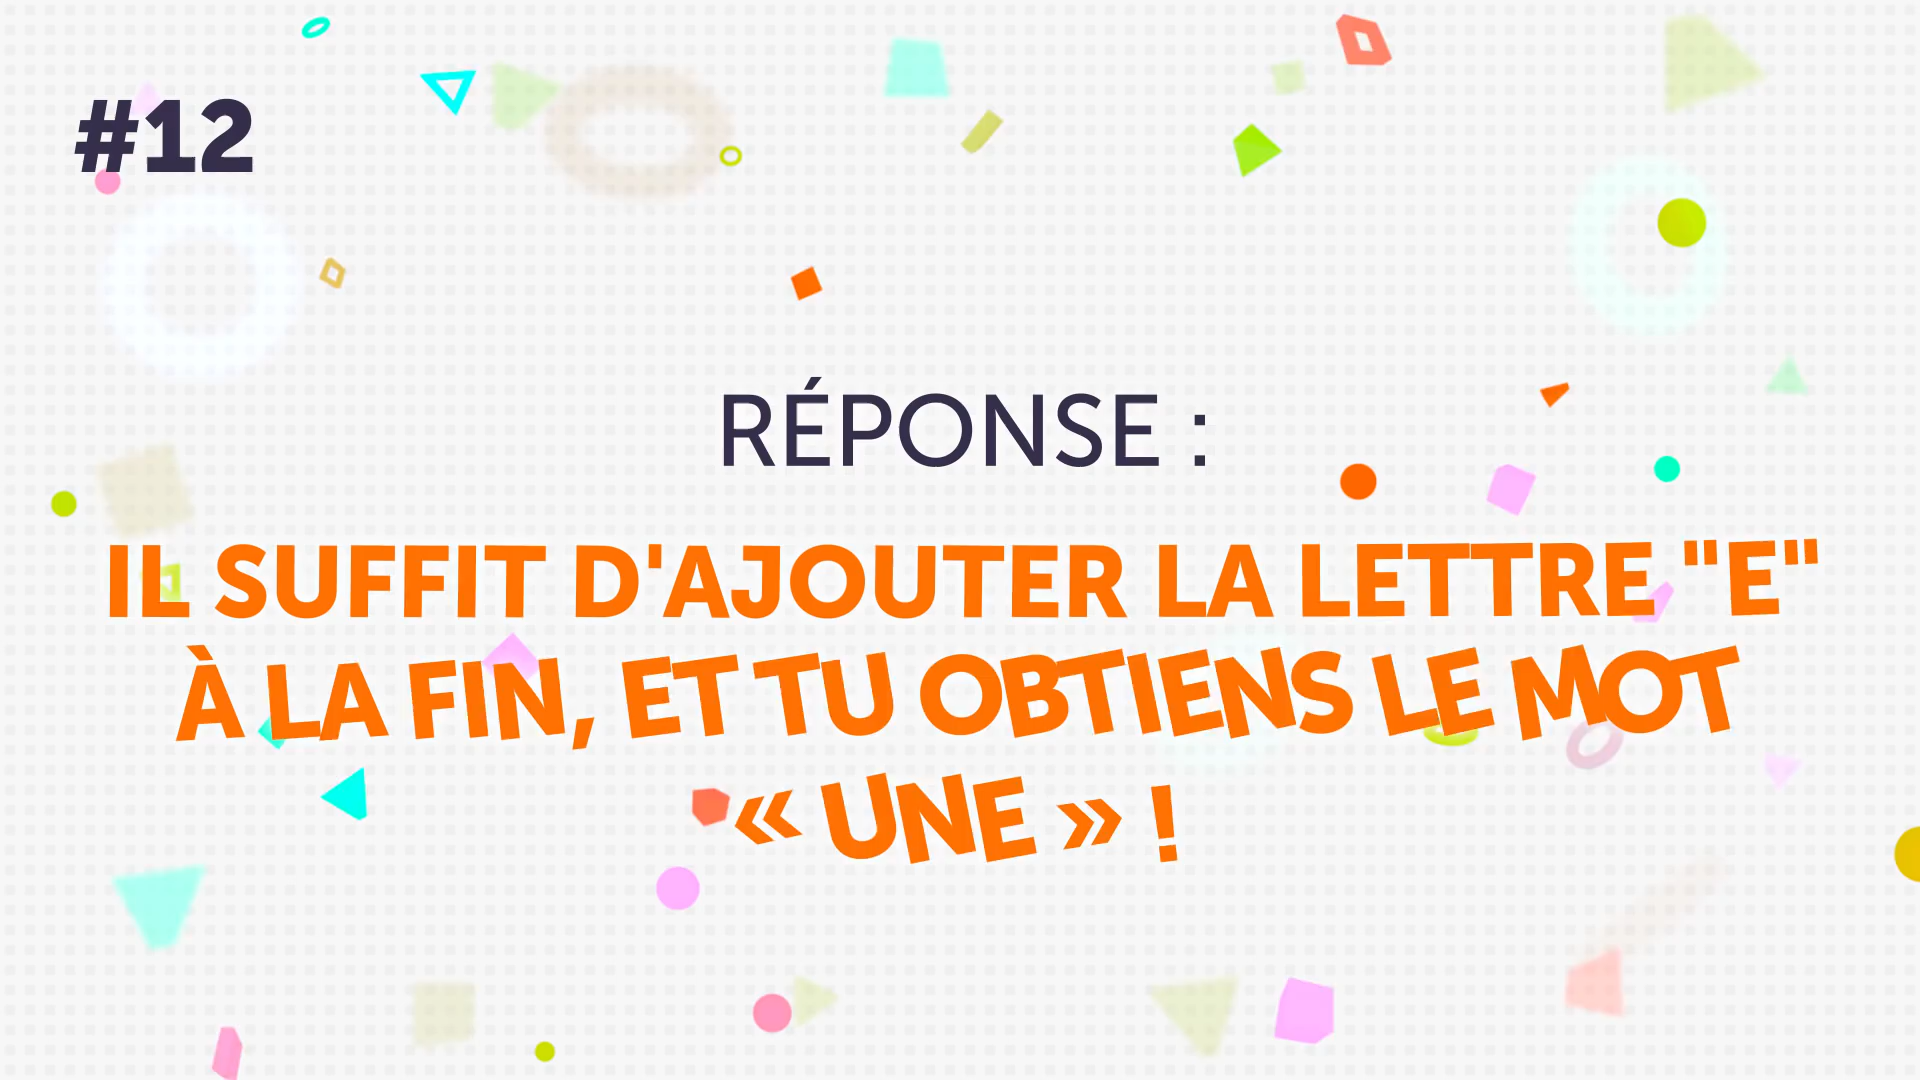 #12
RÉPONSE :
IL SUFFIT D'AJOUTER LA LETTRE "E"
À LA FIN, ET TU OBTIENS LE MOT
« UNE » !